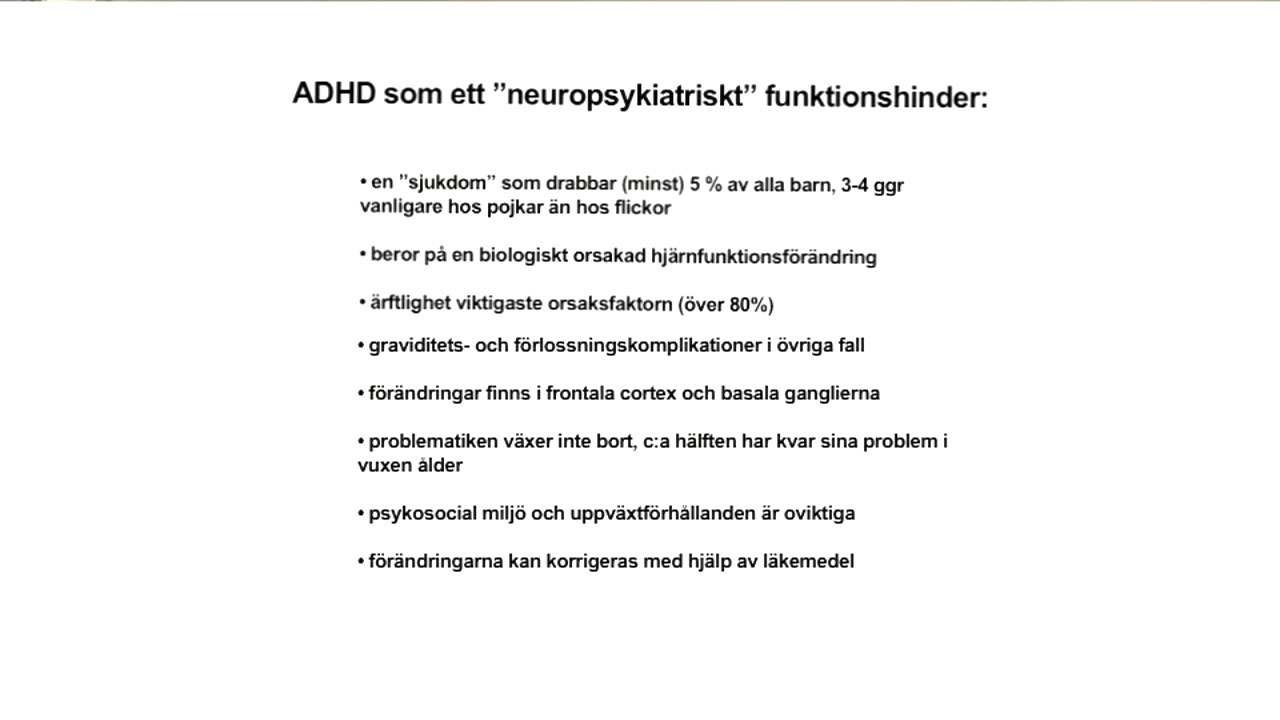 ADHD som ett ”neuropsykiatriskt” funktionshinder:
• en ”sjukdom” som drabbar (minst) 5 % av alla barn, 3-4 ggr
vanligare hos pojkar än hos flickor
• beror på en biologiskt orsakad hjärnfunktionsförändring
• ärftlighet viktigaste orsaksfaktorn (över 80%)
• graviditets- och förlossningskomplikationer i övriga fall
• förändringar finns i frontala cortex och basala ganglierna
• problematiken växer inte bort, c:a hälften har kvar sina problem i
vuxen ålder
• psykosocial miljö och uppväxtförhållanden är oviktiga
• förändringarna kan korrigeras med hjälp av läkemedel